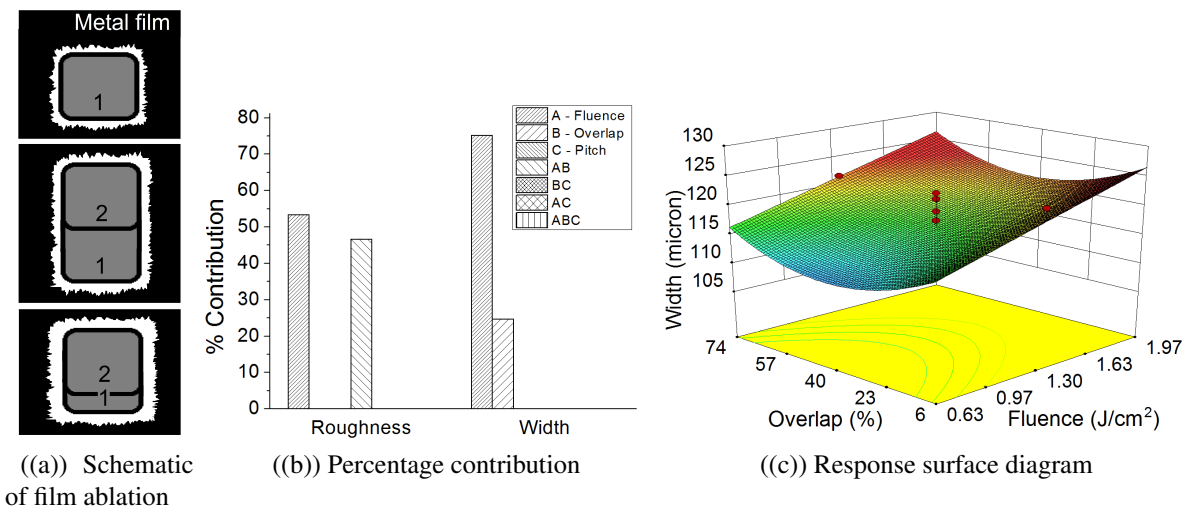 Metal film
1
2
1
2
1
% Contribution
80
70
60
50
40
30
20
10
0
Roughness
Width
A - Fluence
B - Overlap
C - Pitch
AB
BC
AC
ABC
Width (micron)
130
125
120
115
110
105
74
57
40
23
6
Overlap (%)
0.63
0.97
1.30
1.63
1.97
Fluence (J/cm²)
((a)) Schematic
of film ablation
((b)) Percentage contribution
((c)) Response surface diagram